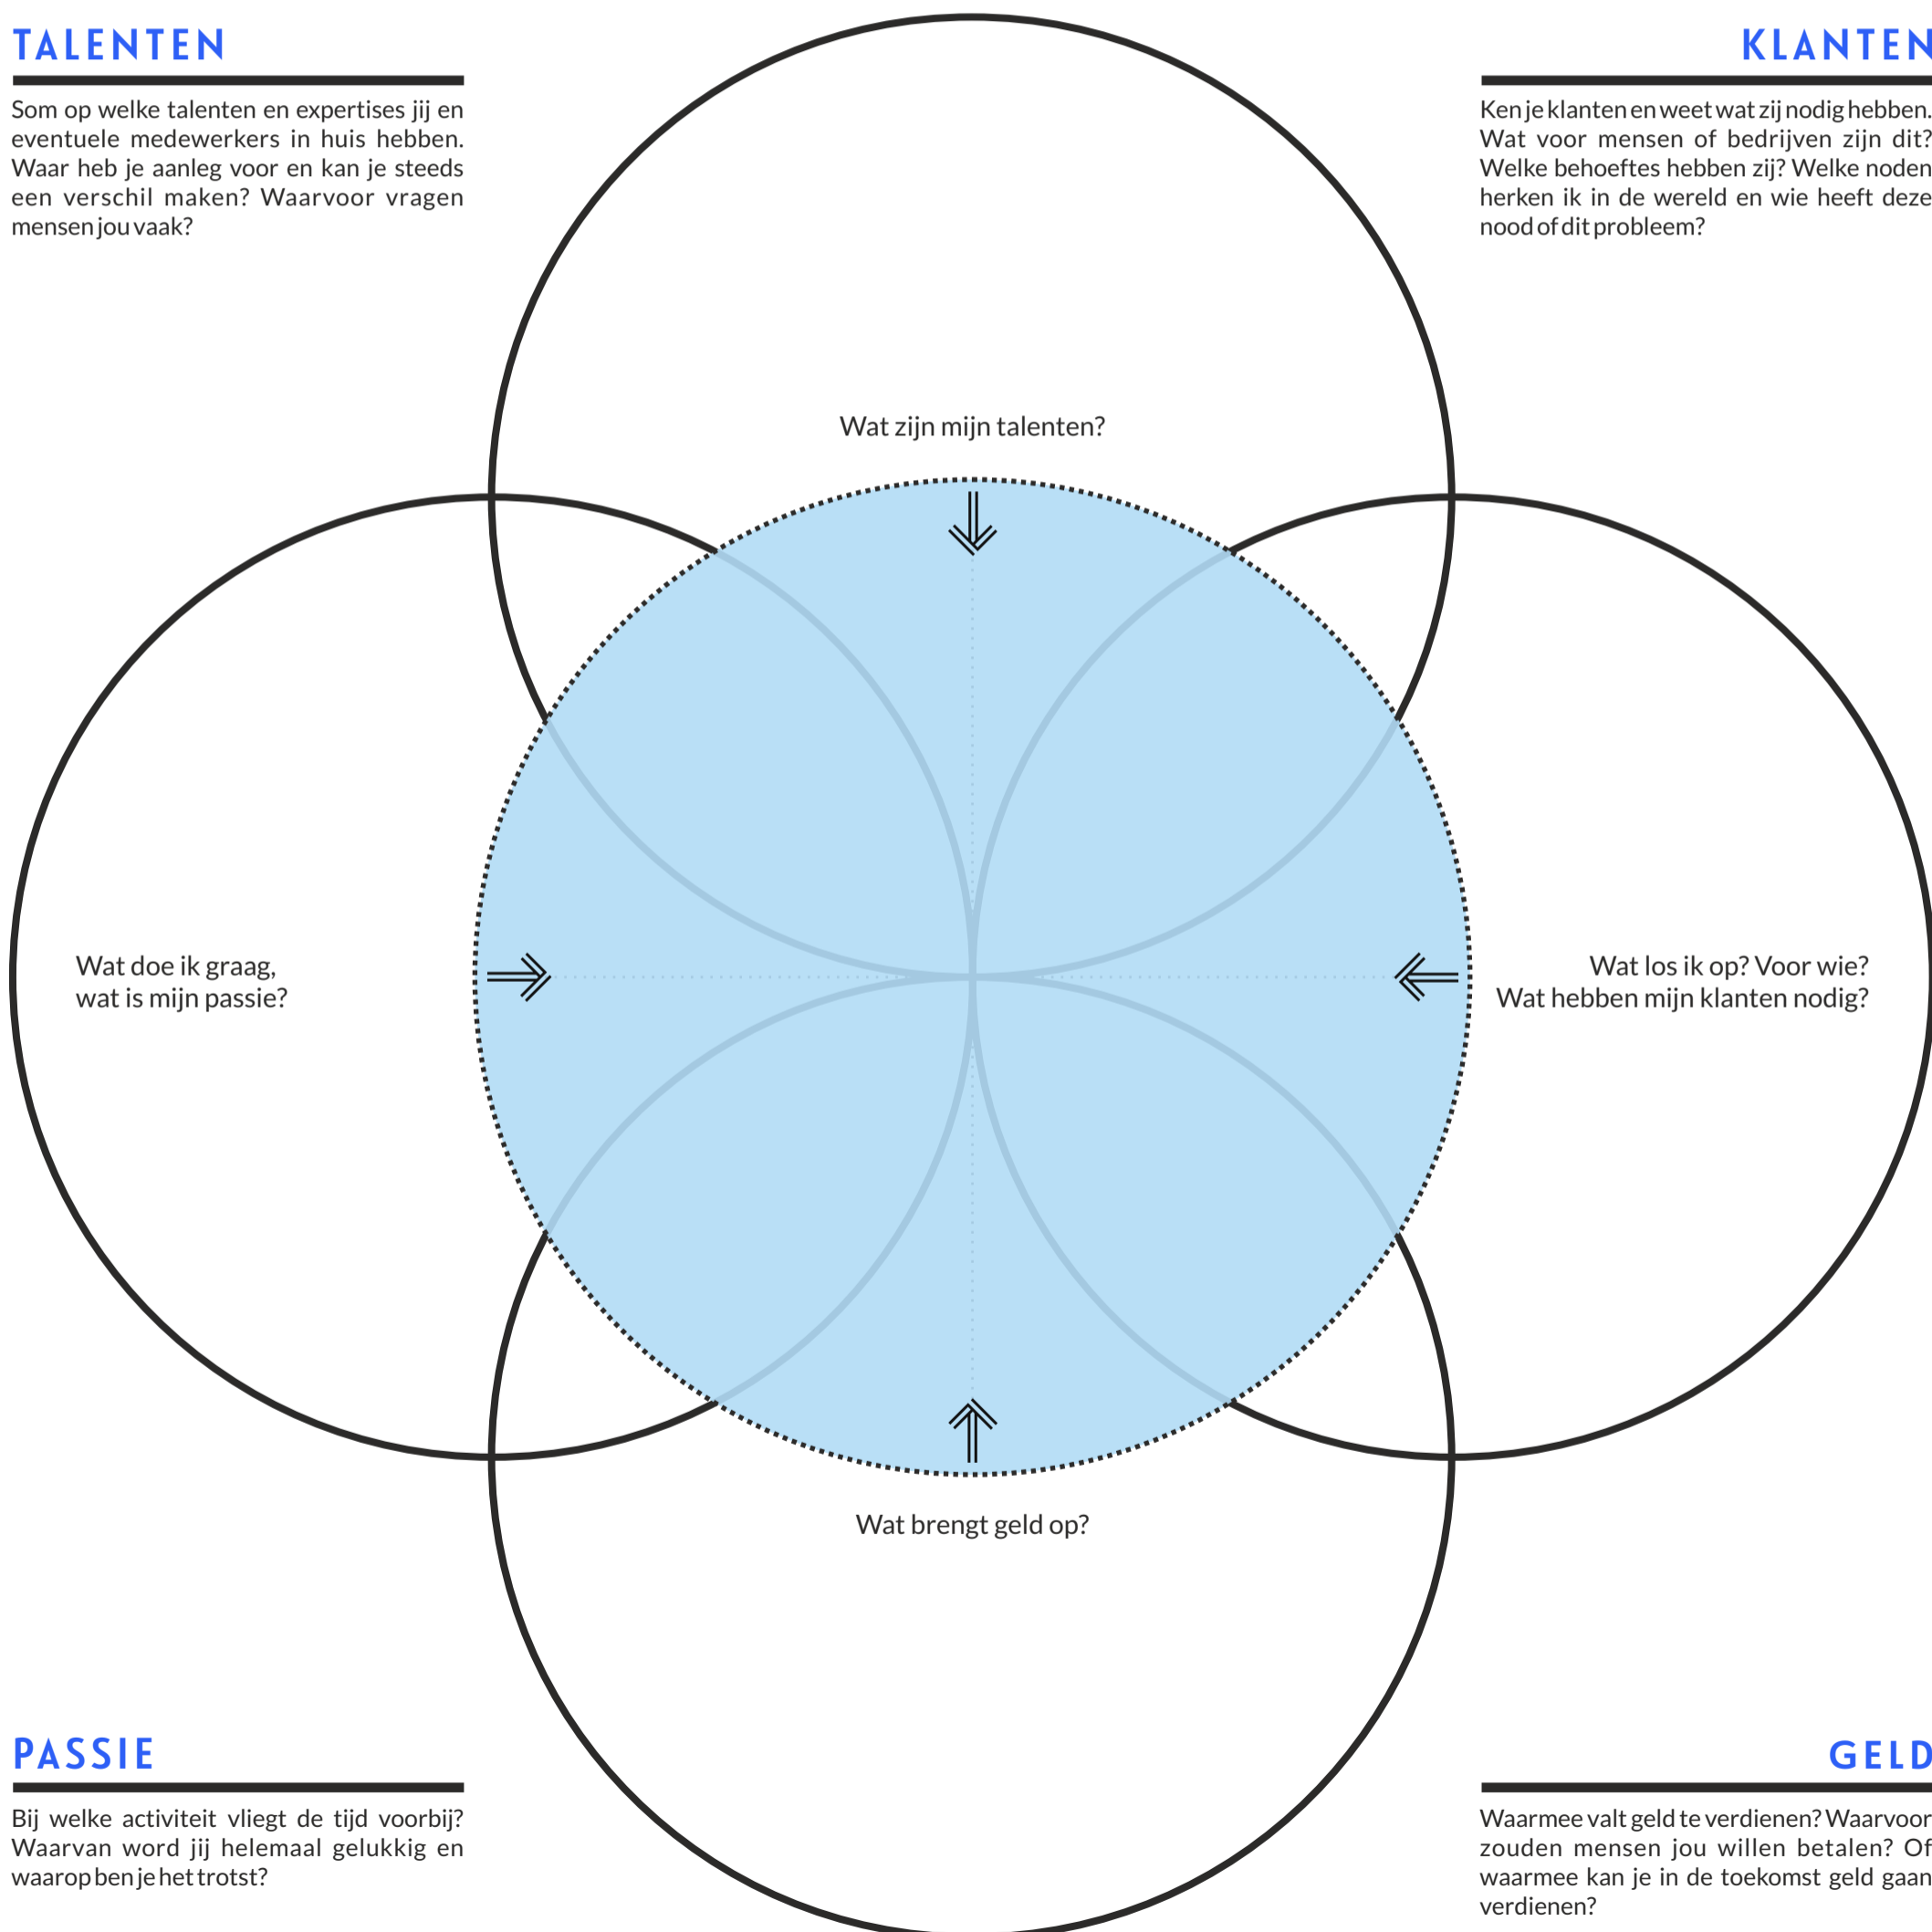 TALENTEN
Som op welke talenten en expertises jij en
eventuele medewerkers in huis hebben.
Waar heb je aanleg voor en kan je steeds
een verschil maken? Waarvoor vragen
mensen jou vaak?
KLANTEN
Ken je klanten en weet wat zij nodig hebben.
Wat voor mensen of bedrijven zijn dit?
Welke behoeftes hebben zij? Welke noden
herken ik in de wereld en wie heeft deze
nood of dit probleem?
Wat zijn mijn talenten?
Wat doe ik graag,
wat is mijn passie?
Wat los ik op? Voor wie?
Wat hebben mijn klanten nodig?
Wat brengt geld op?
PASSIE
Bij welke activiteit vliegt de tijd voorbij?
Waarvan word jij helemaal gelukkig en
waarop ben je het trotst?
GELD
Waarmee valt geld te verdienen? Waarvoor
zouden mensen jou willen betalen? Of
waarmee kan je in de toekomst geld gaan
verdienen?